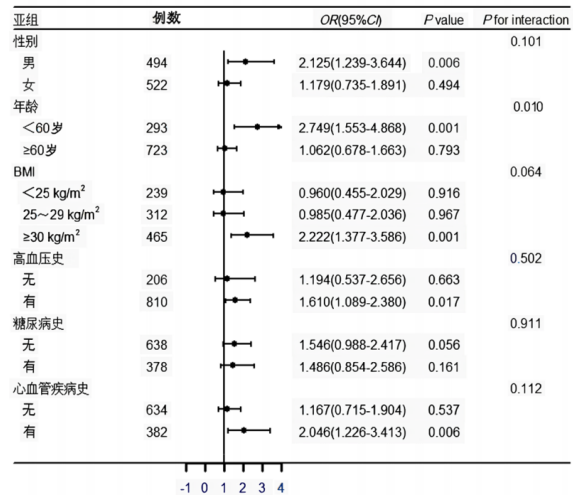 亚组 例数 OR(95%CI) P value P for interaction
性别 0.101
男 494 2.125(1.239-3.644) 0.006
女 522 1.179(0.735-1.891) 0.494
年龄 0.010
＜60岁 293 2.749(1.553-4.868) 0.001
≥60岁 723 1.062(0.678-1.663) 0.793
BMI 0.064
＜25 kg/m² 239 0.960(0.455-2.029) 0.916
25～29 kg/m² 312 0.985(0.477-2.036) 0.967
≥30 kg/m² 465 2.222(1.377-3.586) 0.001
高血压史 0.502
无 206 1.194(0.537-2.656) 0.663
有 810 1.610(1.089-2.380) 0.017
糖尿病史 0.911
无 638 1.546(0.988-2.417) 0.056
有 378 1.486(0.854-2.586) 0.161
心血管疾病史 0.112
无 634 1.167(0.715-1.904) 0.537
有 382 2.046(1.226-3.413) 0.006
-1 0 1 2 3 4